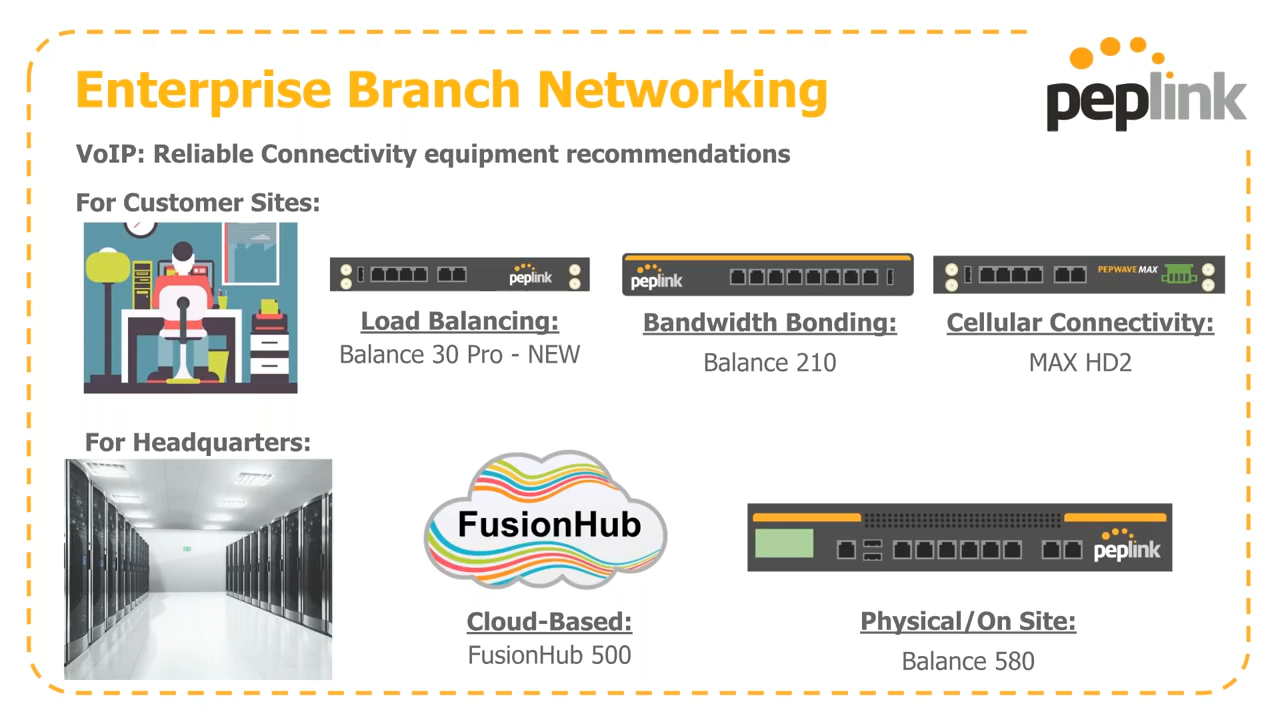 Enterprise Branch Networking
peplink
VoIP: Reliable Connectivity equipment recommendations
For Customer Sites:
peplink
peplink
PEPWAVE MAX
Load Balancing:
Balance 30 Pro - NEW
Bandwidth Bonding:
Balance 210
Cellular Connectivity:
MAX HD2
For Headquarters:
FusionHub
peplink
Cloud-Based:
FusionHub 500
Physical/On Site:
Balance 580